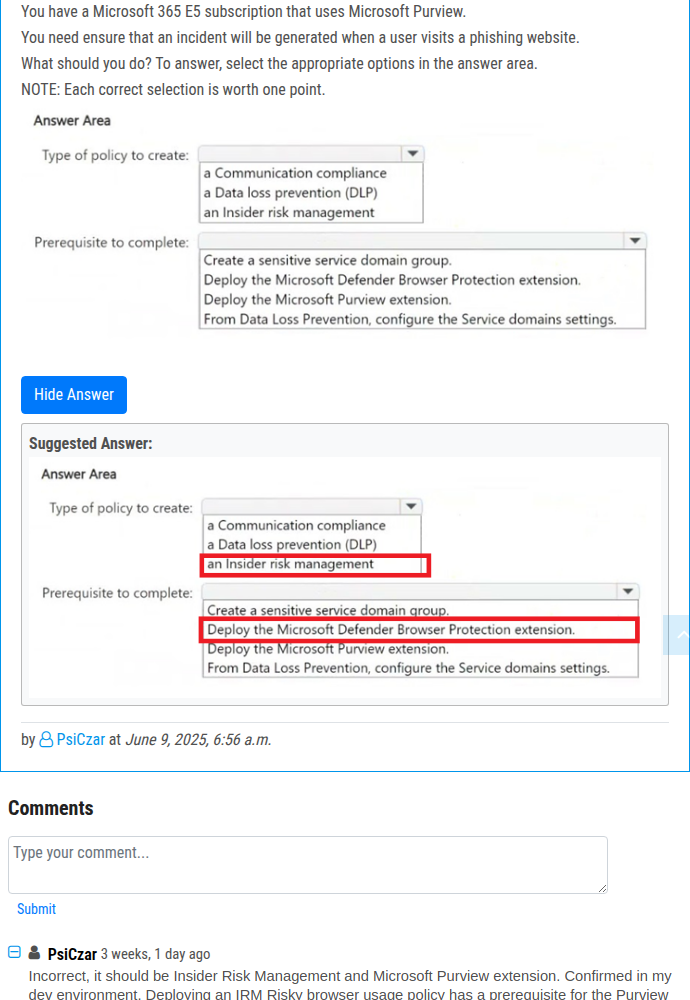 You have a Microsoft 365 E5 subscription that uses Microsoft Purview.
You need ensure that an incident will be generated when a user visits a phishing website.
What should you do? To answer, select the appropriate options in the answer area.
NOTE: Each correct selection is worth one point.
Answer Area
Type of policy to create:
a Communication compliance
a Data loss prevention (DLP)
an Insider risk management
Prerequisite to complete:
Create a sensitive service domain group.
Deploy the Microsoft Defender Browser Protection extension.
Deploy the Microsoft Purview extension.
From Data Loss Prevention, configure the Service domains settings.
Hide Answer
Suggested Answer:
Answer Area
Type of policy to create:
a Communication compliance
a Data loss prevention (DLP)
an Insider risk management
Prerequisite to complete:
Create a sensitive service domain group.
Deploy the Microsoft Defender Browser Protection extension.
Deploy the Microsoft Purview extension.
From Data Loss Prevention, configure the Service domains settings.
by PsiCzar at June 9, 2025, 6:56 a.m.
Comments
Type your comment...
Submit
PsiCzar 3 weeks, 1 day ago
Incorrect, it should be Insider Risk Management and Microsoft Purview extension. Confirmed in my
dev environment. Deploying an IRM Risky browser usage policy has a prerequisite for the Purview